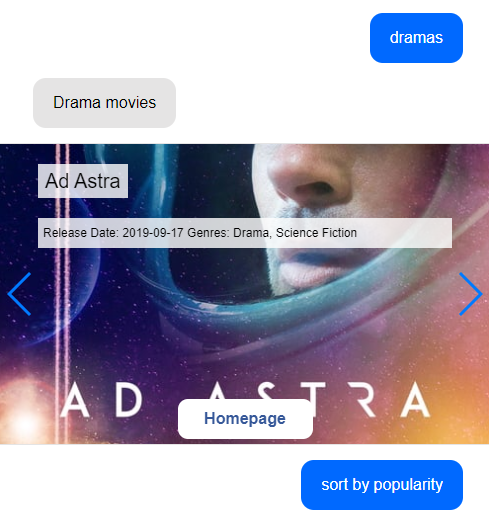 dramas
Drama movies
Ad Astra
Release Date: 2019-09-17 Genres: Drama, Science Fiction
AD ASTRA
Homepage
sort by popularity